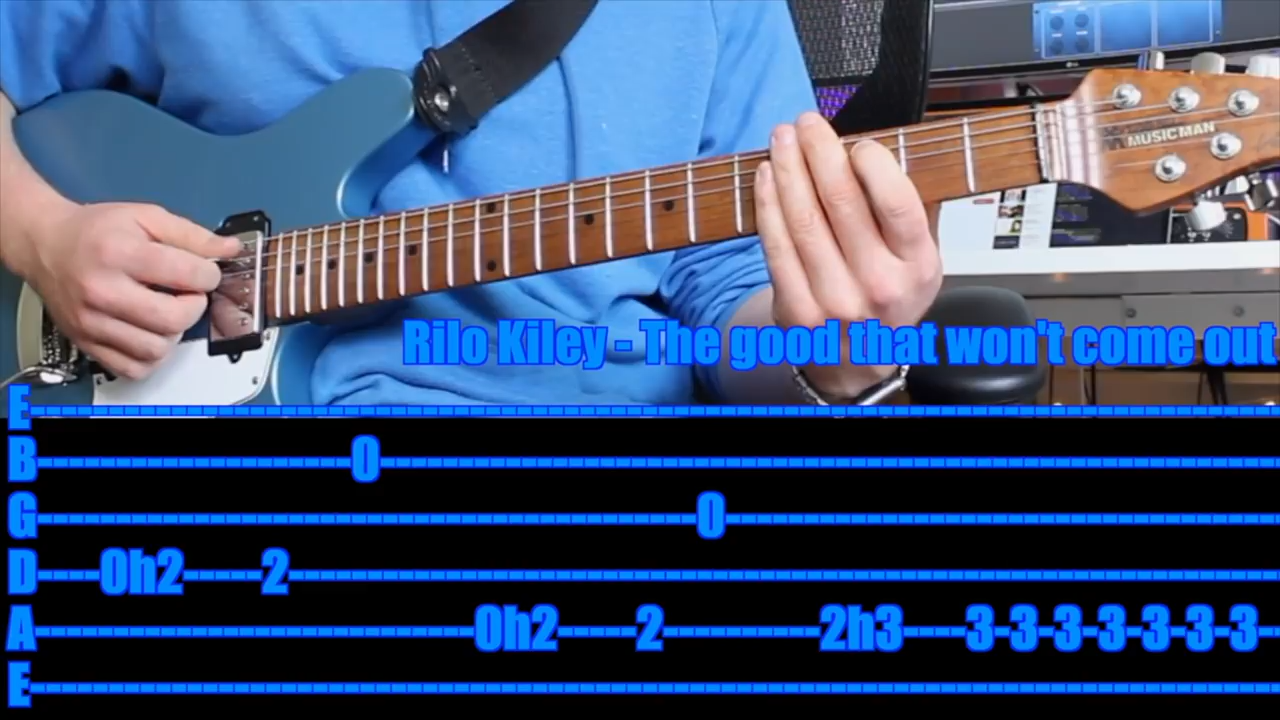 MUSICMAN
Rilo Kiley - The good that won't come out
E--------------------------------------------------
B-----------------0--------------------------------
G-----------------------------------0--------------
D---0h2----2---------------------------------------
A-----------------------0h2----2--------2h3---3-3-3-3-3-3-3-
E--------------------------------------------------